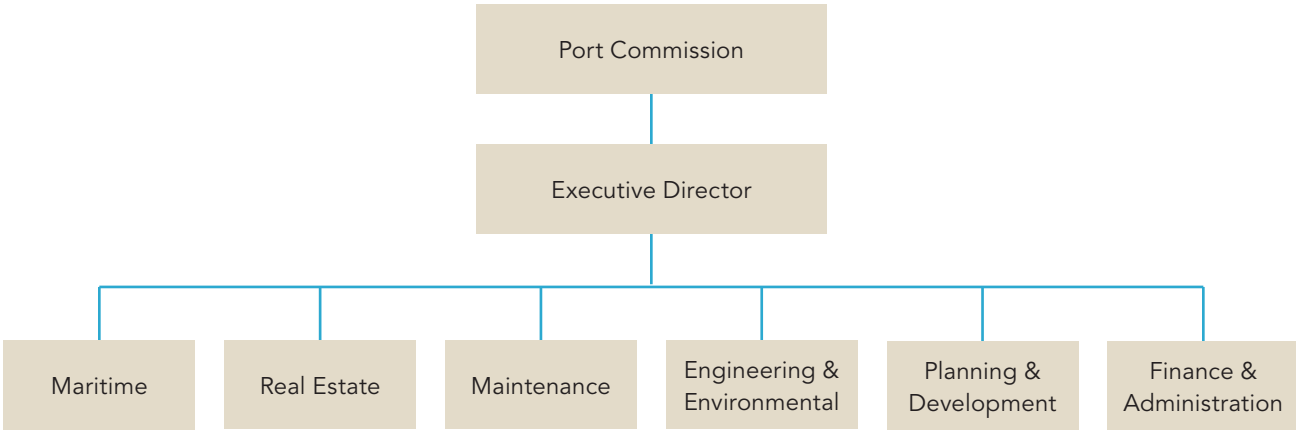 Port Commission
Executive Director
Maritime
Real Estate
Maintenance
Engineering &
Environmental
Planning &
Development
Finance &
Administration